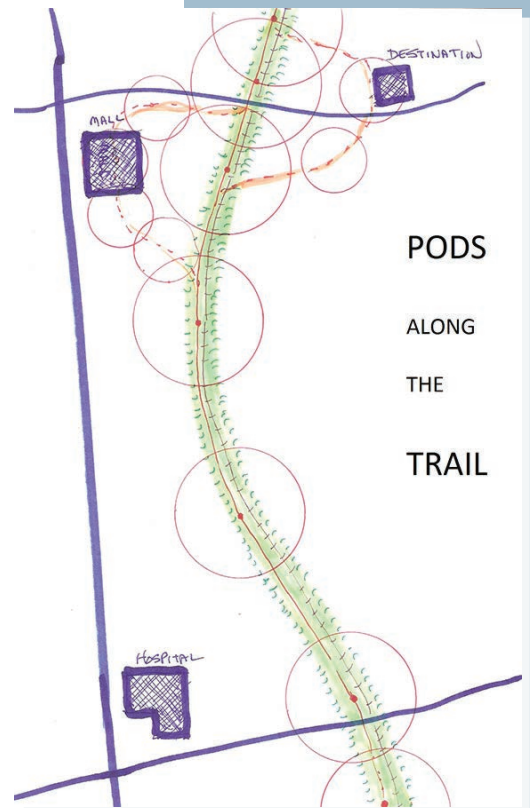 DESTINATION
MALL
PODS
ALONG
THE
TRAIL
HOSPITAL